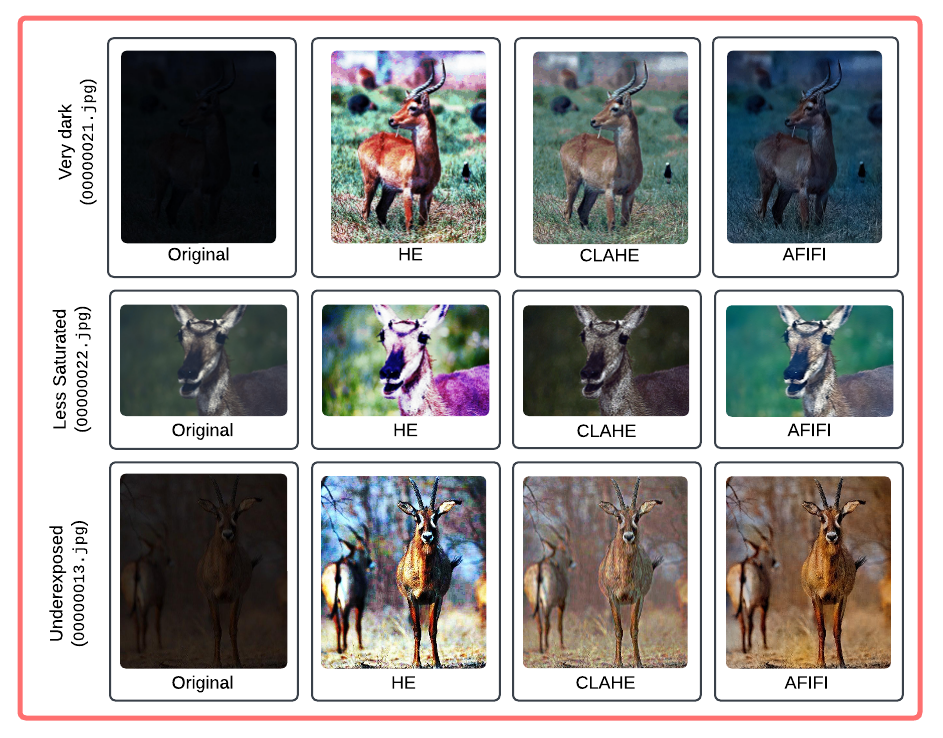 Very dark
(00000021.jpg)
Original
HE
CLAHE
AFIFI
Less Saturated
(00000022.jpg)
Original
HE
CLAHE
AFIFI
Underexposed
(00000013.jpg)
Original
HE
CLAHE
AFIFI